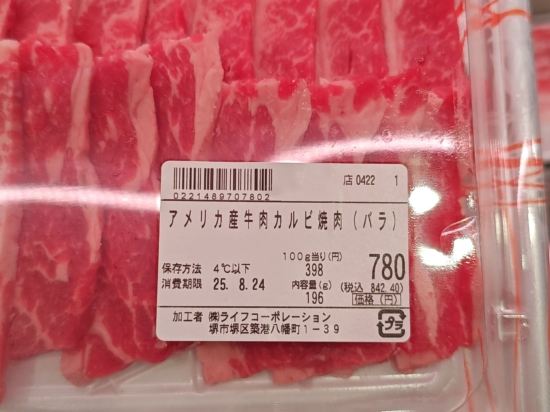 0221489707802
店 0422 1
アメリカ産牛肉カルビ焼肉(バラ)
100g当り(円)
保存方法 4℃以下 398 780
消費期限 25. 8.24 内容量(g) (税込 842.40)
196 価格(円)
加工者 ㈱ライフコーポレーション
堺市堺区築港八幡町1-39
プラ